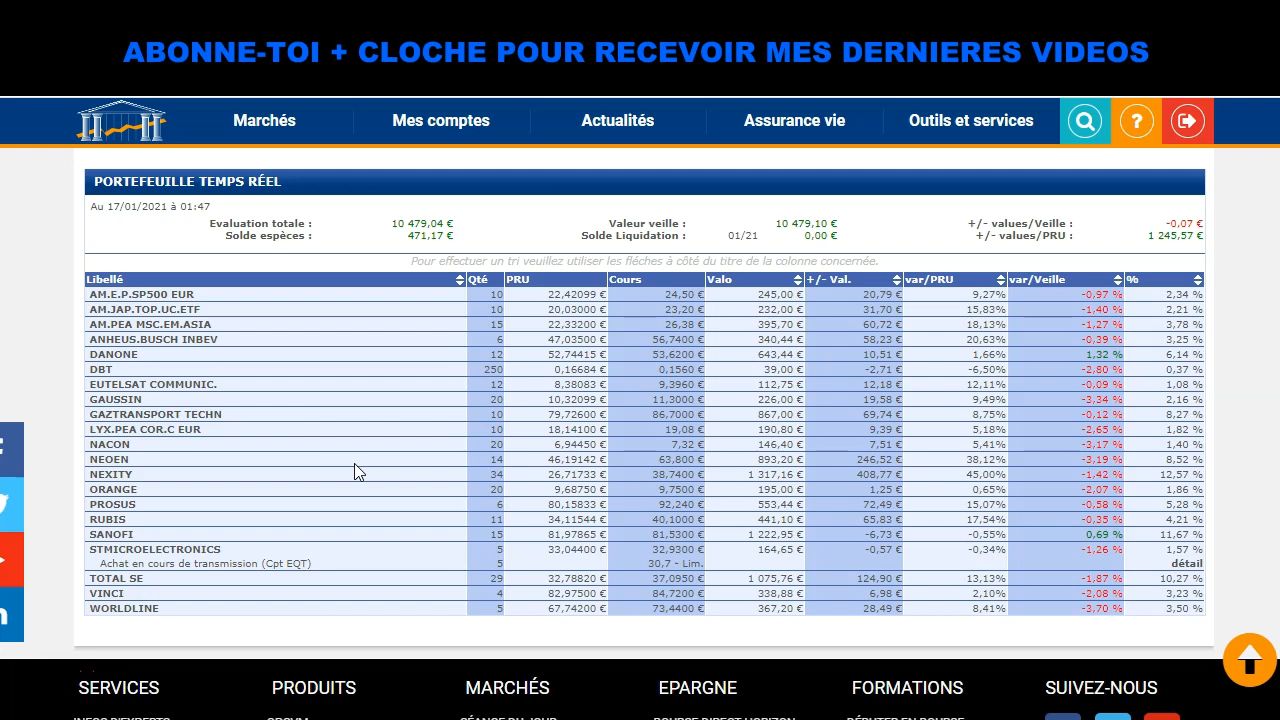 ABONNE-TOI + CLOCHE POUR RECEVOIR MES DERNIERES VIDEOS
Marchés Mes comptes Actualités Assurance vie Outils et services ?
PORTEFEUILLE TEMPS RÉEL
Au 17/01/2021 à 01:47
Evaluation totale : 10 479,04 € Valeur veille : 10 479,10 € +/- values/Veille : -0,07 €
Solde espèces : 471,17 € Solde Liquidation : 01/21 0,00 € +/- values/PRU : 1 245,57 €
Pour effectuer un tri veuillez utiliser les fléches à côté du titre de la colonne concernée.
Libellé Qté PRU Cours Valo +/- Val. var/PRU var/Veille %
AM.E.P.SP500 EUR 10 22,42099 € 24,50 € 245,00 € 20,79 € 9,27% -0,97 % 2,34 %
AM.JAP.TOP.UC.ETF 10 20,03000 € 23,20 € 232,00 € 31,70 € 15,83% -1,40 % 2,21 %
AM.PEA MSC.EM.ASIA 15 22,33200 € 26,38 € 395,70 € 60,72 € 18,13% -1,27 % 3,78 %
ANHEUS.BUSCH INBEV 6 47,03500 € 56,7400 € 340,44 € 58,23 € 20,63% -0,39 % 3,25 %
DANONE 12 52,74415 € 53,6200 € 643,44 € 10,51 € 1,66% 1,32 % 6,14 %
DBT 250 0,16684 € 0,1560 € 39,00 € -2,71 € -6,50% -2,80 % 0,37 %
EUTELSAT COMMUNIC. 12 8,38083 € 9,3960 € 112,75 € 12,18 € 12,11% -0,09 % 1,08 %
GAUSSIN 20 10,32099 € 11,3000 € 226,00 € 19,58 € 9,49% -3,34 % 2,16 %
GAZTRANSPORT TECHN 10 79,72600 € 86,7000 € 867,00 € 69,74 € 8,75% -0,12 % 8,27 %
LYX.PEA COR.C EUR 10 18,14100 € 19,08 € 190,80 € 9,39 € 5,18% -2,65 % 1,82 %
NACON 20 6,94450 € 7,32 € 146,40 € 7,51 € 5,41% -3,17 % 1,40 %
NEOEN 14 46,19142 € 63,800 € 893,20 € 246,52 € 38,12% -3,19 % 8,52 %
NEXITY 34 26,71733 € 38,7400 € 1 317,16 € 408,77 € 45,00% -1,42 % 12,57 %
ORANGE 20 9,68750 € 9,7500 € 195,00 € 1,25 € 0,65% -2,07 % 1,86 %
PROSUS 6 80,15833 € 92,240 € 553,44 € 72,49 € 15,07% -0,58 % 5,28 %
RUBIS 11 34,11544 € 40,1000 € 441,10 € 65,83 € 17,54% -0,35 % 4,21 %
SANOFI 15 81,97865 € 81,5300 € 1 222,95 € -6,73 € -0,55% 0,69 % 11,67 %
STMICROELECTRONICS 5 33,04400 € 32,9300 € 164,65 € -0,57 € -0,34% -1,26 % 1,57 %
Achat en cours de transmission (Cpt EQT) 5 30,7 - Lim. détail
TOTAL SE 29 32,78820 € 37,0950 € 1 075,76 € 124,90 € 13,13% -1,87 % 10,27 %
VINCI 4 82,97500 € 84,7200 € 338,88 € 6,98 € 2,10% -2,08 % 3,23 %
WORLDLINE 5 67,74200 € 73,4400 € 367,20 € 28,49 € 8,41% -3,70 % 3,50 %
SERVICES PRODUITS MARCHÉS EPARGNE FORMATIONS SUIVEZ-NOUS